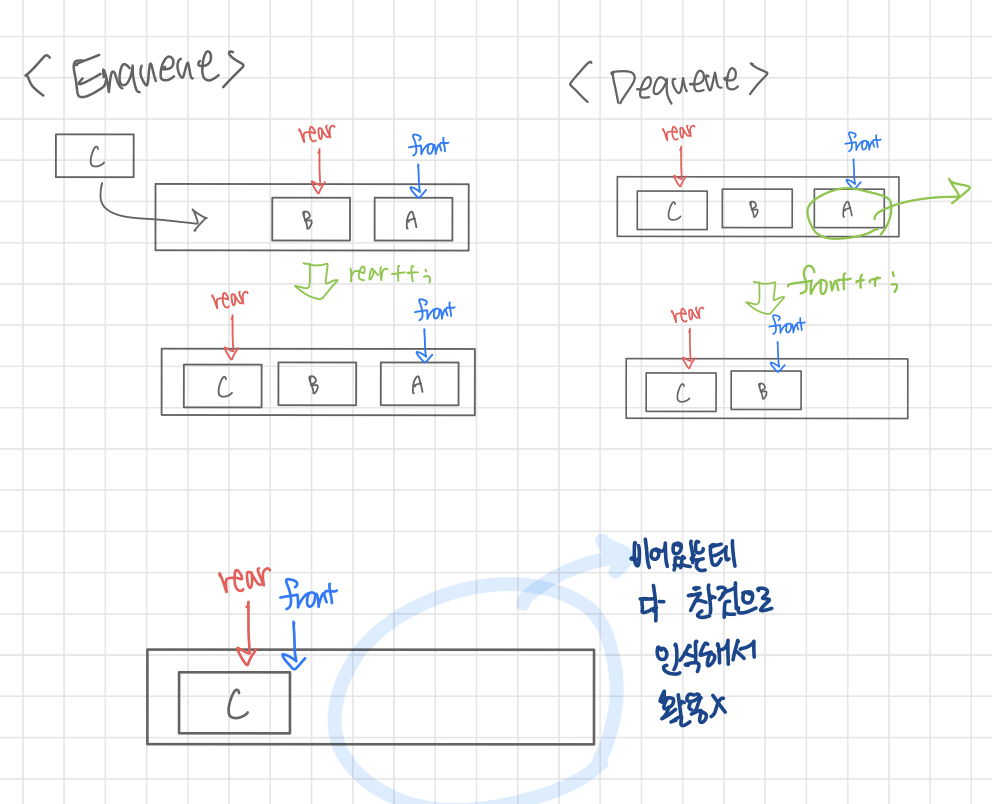 < Enqueue >
C
rear
front
B
A
rear++;
rear
front
C
B
A
< Dequeue >
rear
front
C
B
A
front++;
rear
front
C
B
rear
front
C
비어있는데
다 찬걸으로
인식해서
활용X